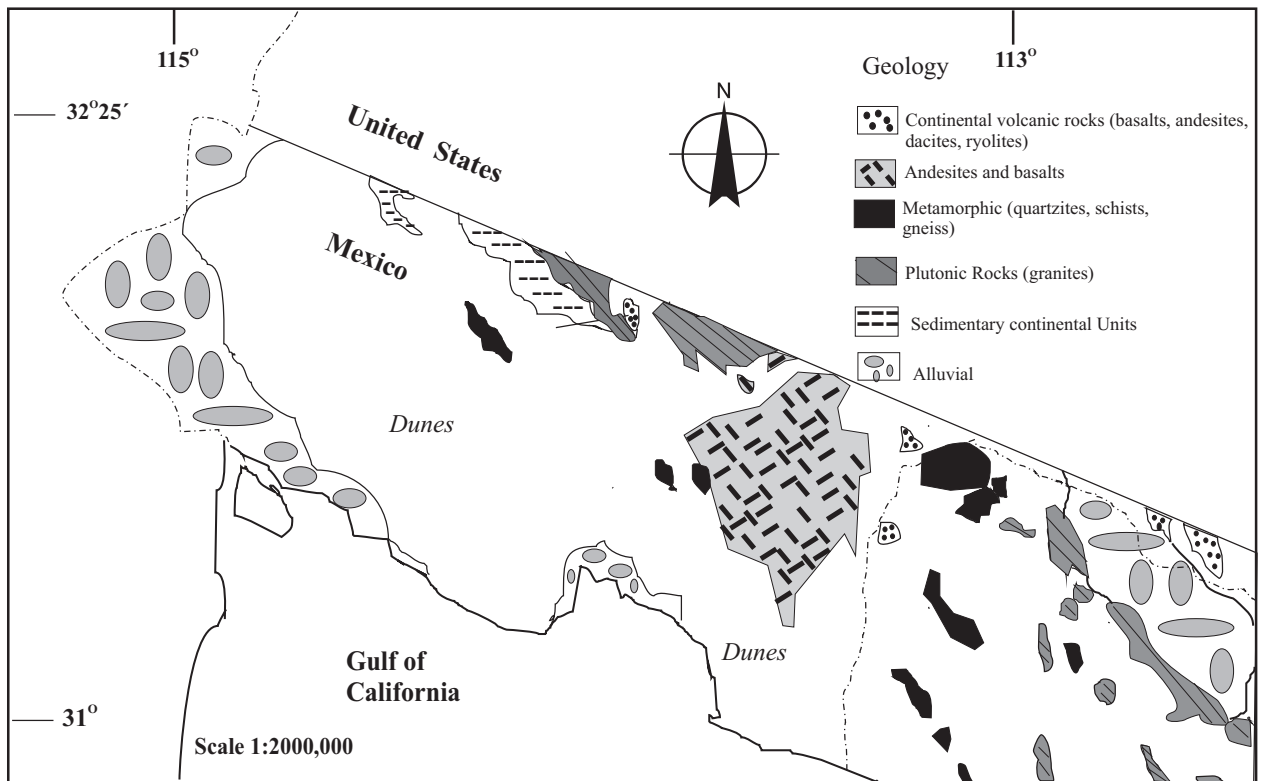 115°
113°
32°25´
United States
N
Geology
Continental volcanic rocks (basalts, andesites,
dacites, ryolites)
Andesites and basalts
Metamorphic (quartzites, schists,
gneiss)
Plutonic Rocks (granites)
Sedimentary continental Units
Alluvial
Mexico
Dunes
Dunes
Gulf of
California
31°
Scale 1:2000,000